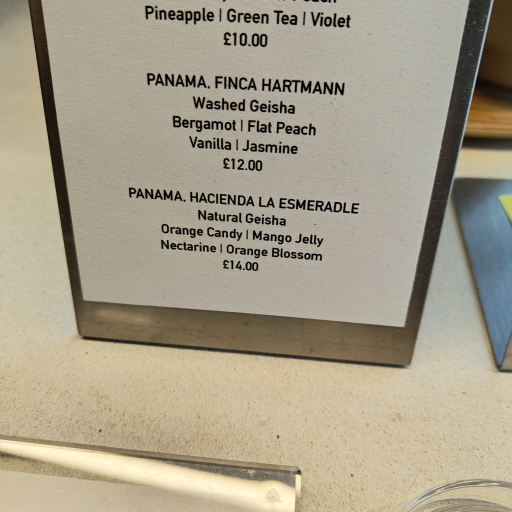 Pineapple | Green Tea | Violet
£10.00
PANAMA, FINCA HARTMANN
Washed Geisha
Bergamot | Flat Peach
Vanilla | Jasmine
£12.00
PANAMA, HACIENDA LA ESMERADLE
Natural Geisha
Orange Candy | Mango Jelly
Nectarine | Orange Blossom
£14.00